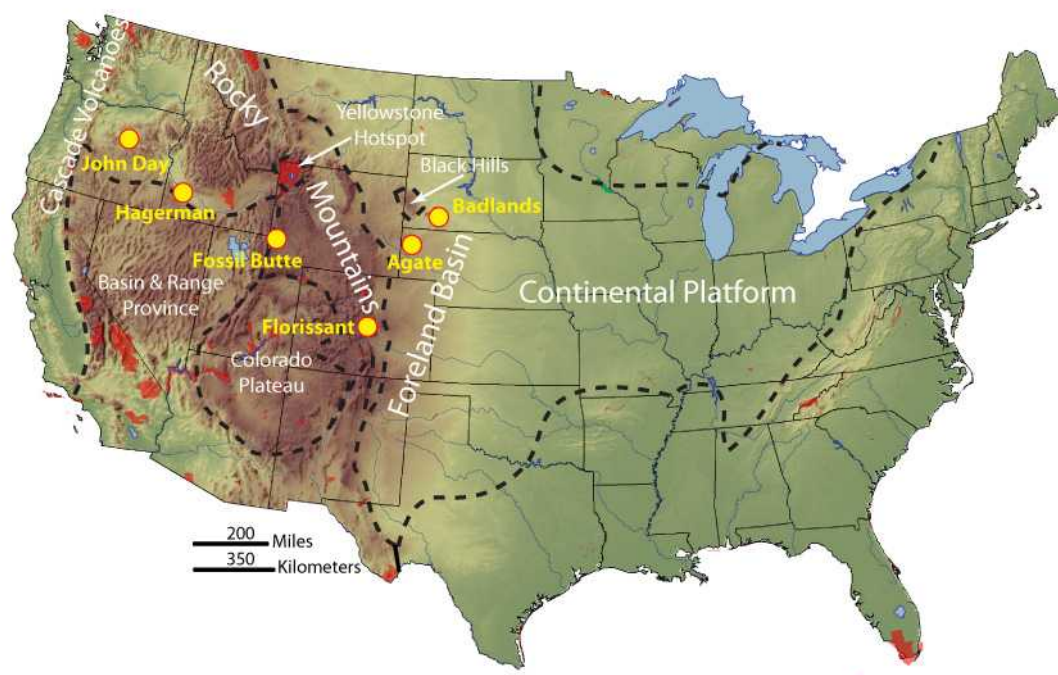 Cascade Volcanoes
Rocky
Mountains
Yellowstone
Hotspot
Black Hills
John Day
Hagerman
Badlands
Fossil Butte
Agate
Basin & Range
Province
Foreland Basin
Continental Platform
Florissant
Colorado
Plateau
200 Miles
350 Kilometers